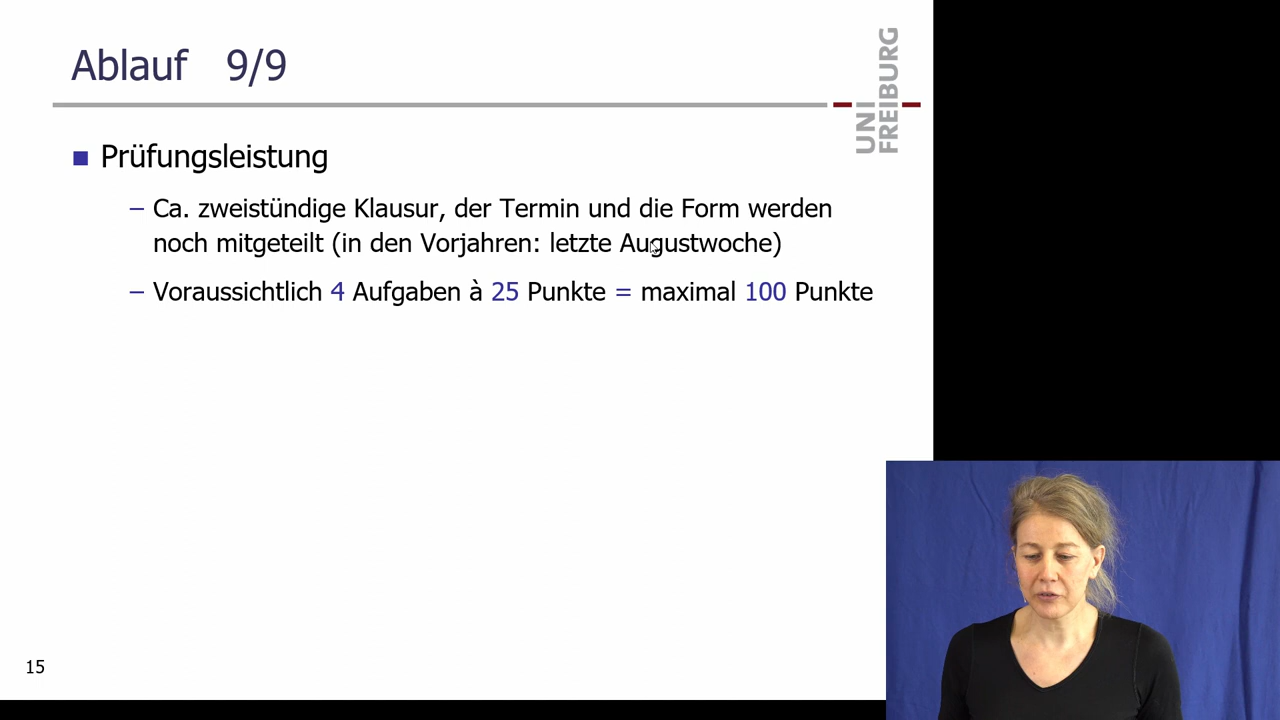 Ablauf 9/9
UNI
FREIBURG
Prüfungsleistung
– Ca. zweistündige Klausur, der Termin und die Form werden
noch mitgeteilt (in den Vorjahren: letzte Augustwoche)
– Voraussichtlich 4 Aufgaben à 25 Punkte = maximal 100 Punkte
15